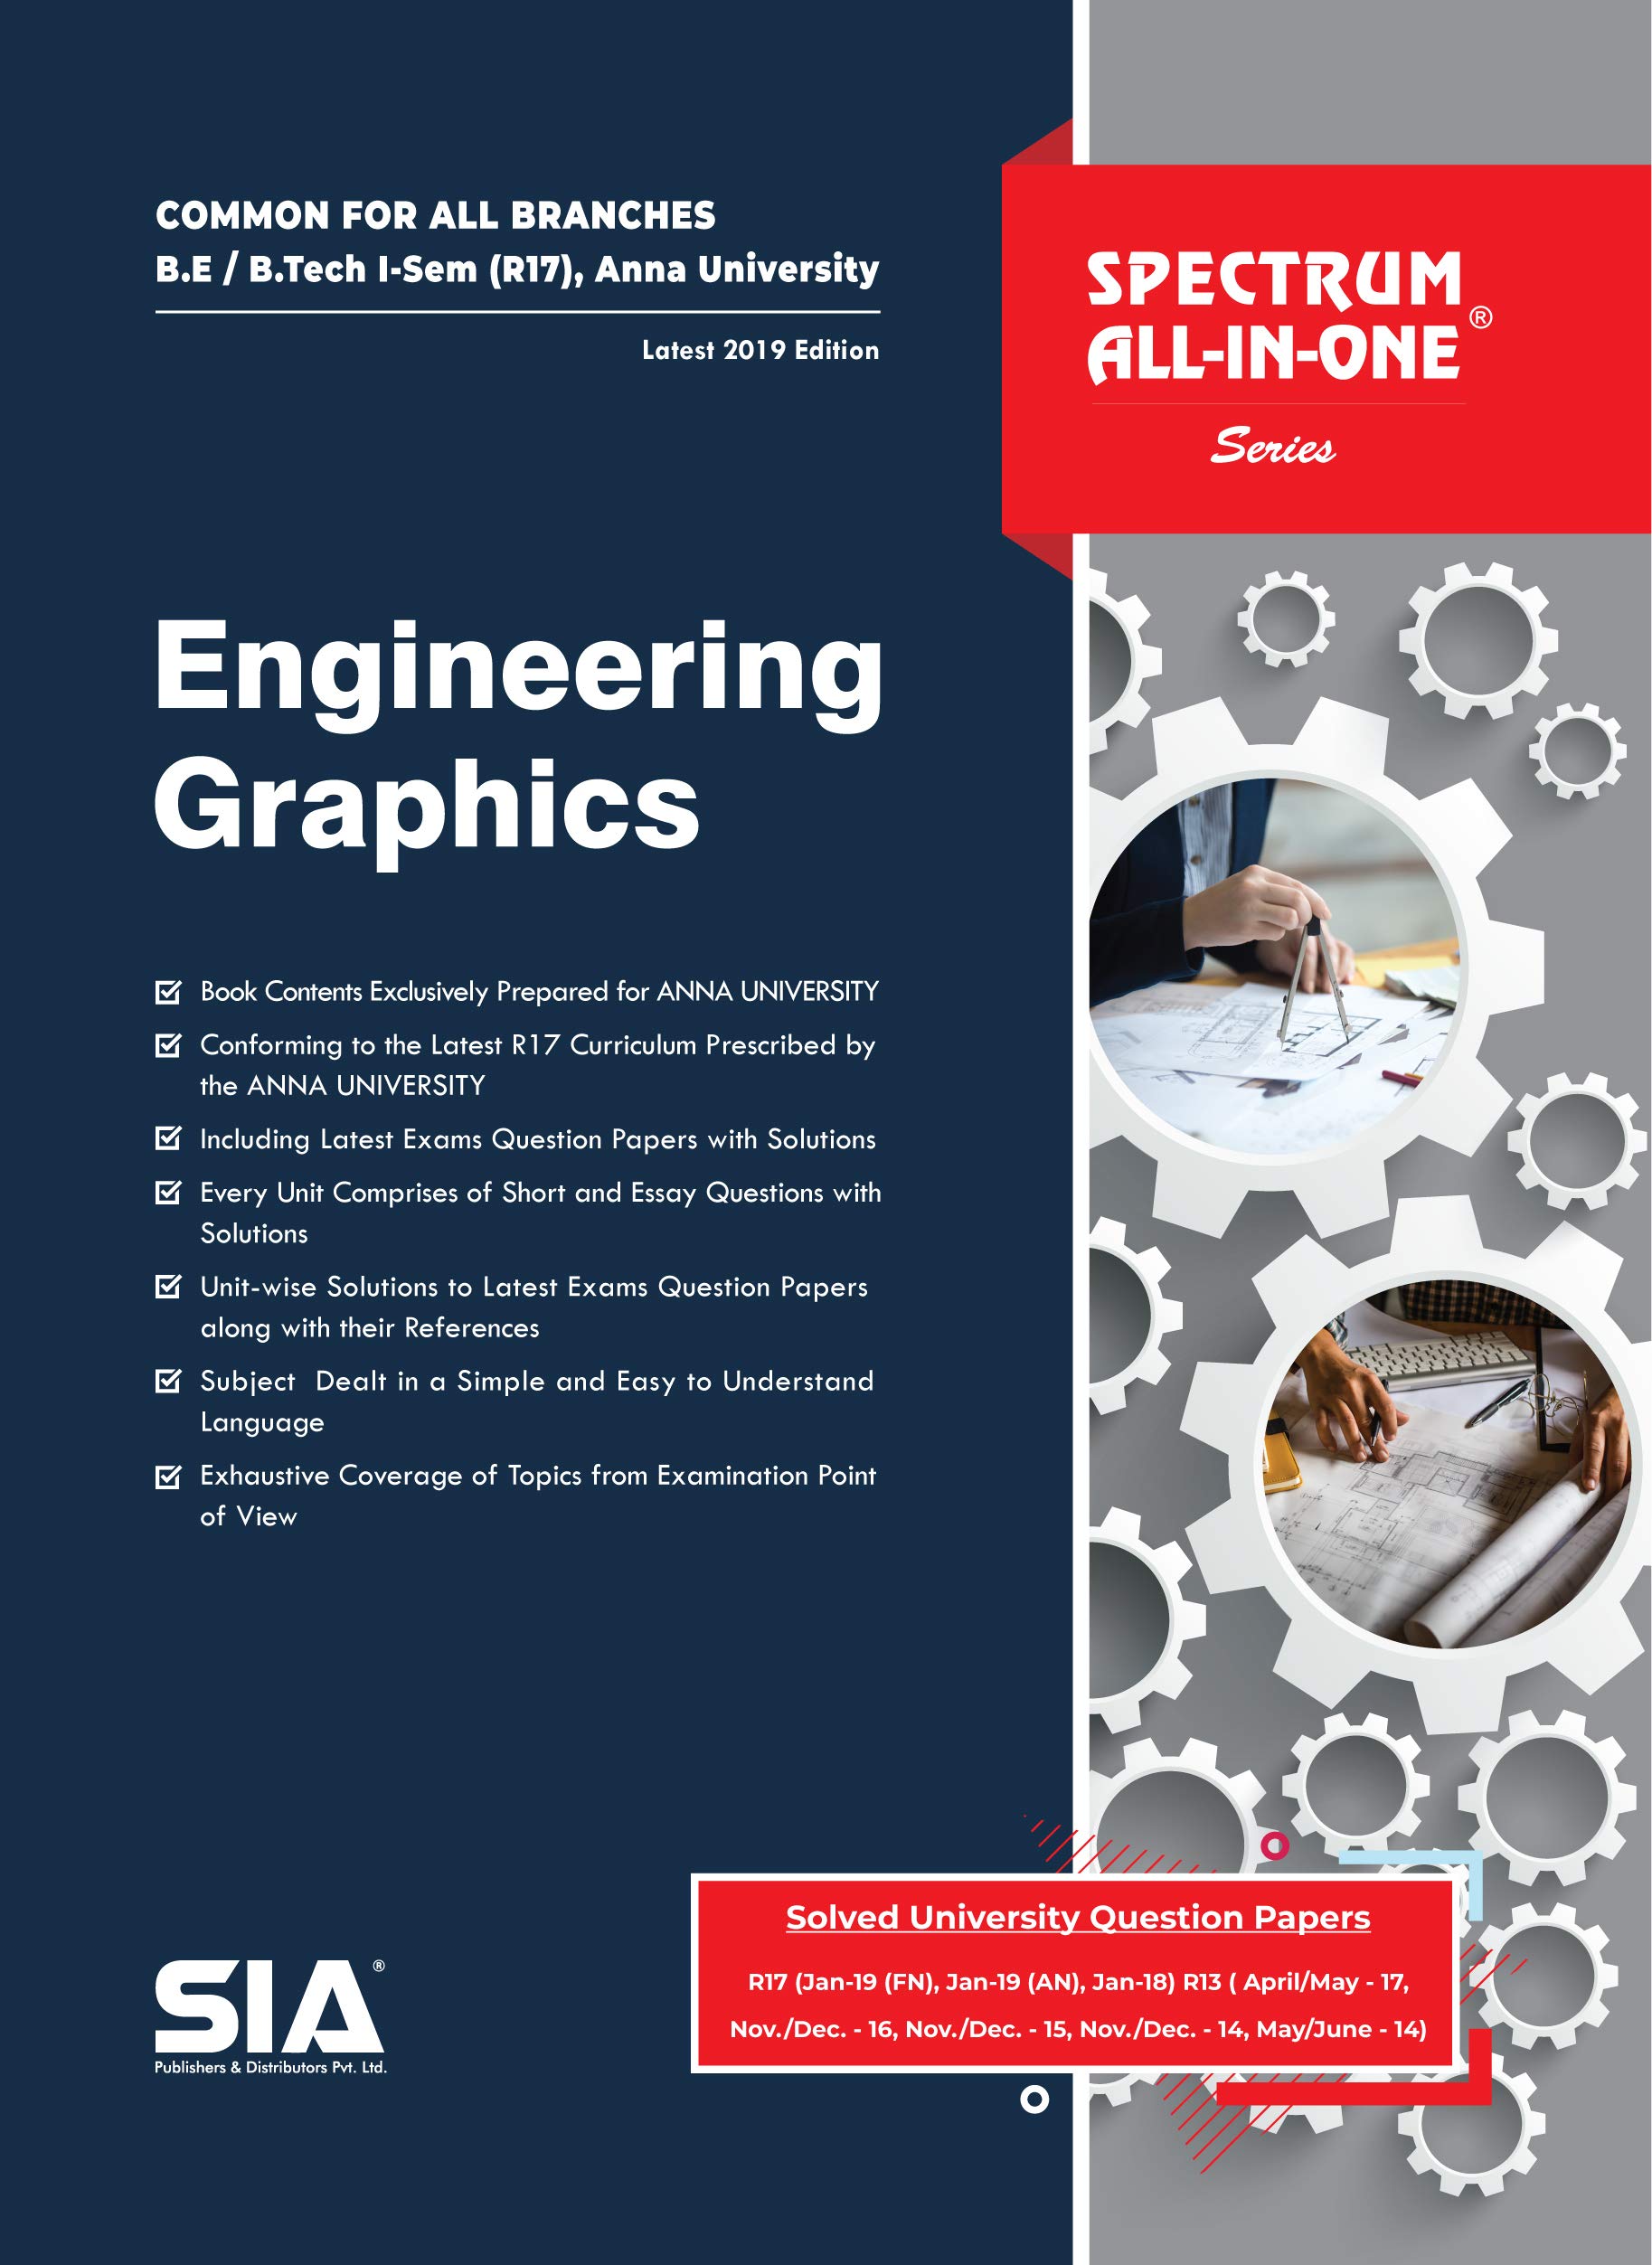 COMMON FOR ALL BRANCHES
B.E / B.Tech I-Sem (R17), Anna University
Latest 2019 Edition
SPECTRUM
ALL-IN-ONE®
Series
Engineering
Graphics
Book Contents Exclusively Prepared for ANNA UNIVERSITY
Conforming to the Latest R17 Curriculum Prescribed by
the ANNA UNIVERSITY
Including Latest Exams Question Papers with Solutions
Every Unit Comprises of Short and Essay Questions with
Solutions
Unit-wise Solutions to Latest Exams Question Papers
along with their References
Subject Dealt in a Simple and Easy to Understand
Language
Exhaustive Coverage of Topics from Examination Point
of View
Solved University Question Papers
R17 (Jan-19 (FN), Jan-19 (AN), Jan-18) R13 ( April/May - 17,
Nov./Dec. - 16, Nov./Dec. - 15, Nov./Dec. - 14, May/June - 14)
SIA®
Publishers & Distributors Pvt. Ltd.